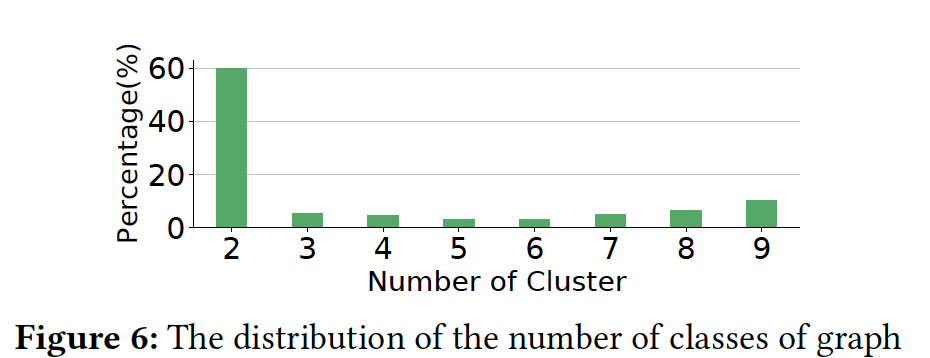 Percentage(%)
60
40
20
0
2 3 4 5 6 7 8 9
Number of Cluster
Figure 6: The distribution of the number of classes of graph